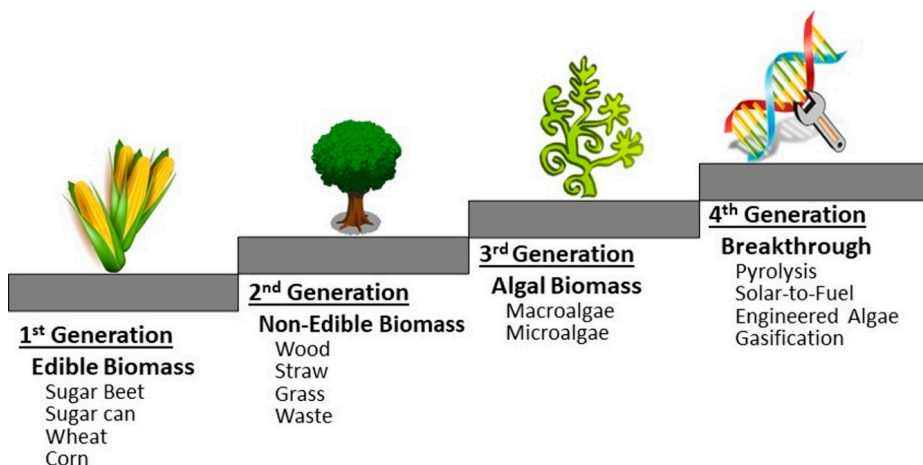 1st Generation
Edible Biomass
Sugar Beet
Sugar can
Wheat
Corn
2nd Generation
Non-Edible Biomass
Wood
Straw
Grass
Waste
3rd Generation
Algal Biomass
Macroalgae
Microalgae
4th Generation
Breakthrough
Pyrolysis
Solar-to-Fuel
Engineered Algae
Gasification